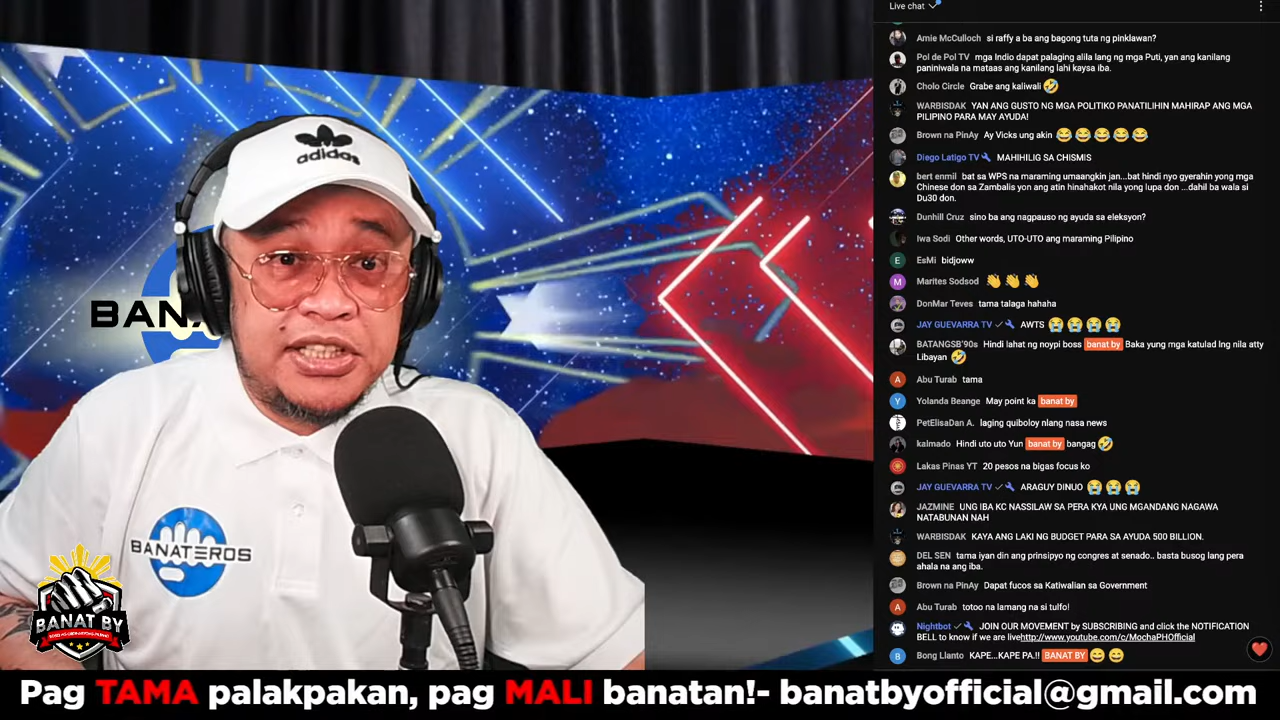 Live chat
Arnie McCulloch si raffy a ba ang bagong tuta ng pinklawan?
Pol de Pol TV mga Indio dapat palaging alila lang ng mga Puti, yan ang kanilang
paniniwala na mataas ang kanilang lahi kaysa iba.
Cholo Circle Grabe ang kaliwali 🤣
WARBISDAK YAN ANG GUSTO NG MGA POLITIKO PANATILIHIN MAHIRAP ANG MGA
PILIPINO PARA MAY AYUDA!
Brown na PinAy Ay Vicks ung akin 😂😂😂😂😂
Diego Latigo TV MAHIHILIG SA CHISMIS
bert enmil bat sa WPS na maraming umaangkin jan...bat hindi nyo gyerahin yong mga
Chinese don sa Zambalis yon ang atin hinahakot nila yong lupa don ...dahil ba wala si
Du30 don.
Dunhill Cruz sino ba ang nagpauso ng ayuda sa eleksyon?
Iwa Sodi Other words, UTO-UTO ang maraming Pilipino
E EsMi bidjoww
M Marites Sodsod 👏👏👏
DonMar Teves tama talaga hahaha
JAY GUEVARRA TV AWTS 😭😭😭😭
BATANGSB'90s Hindi lahat ng noypi boss banat by Baka yung mga katulad lng nila atty
Libayan 🤣
A Abu Turab tama
Y Yolanda Beange May point ka banat by
PetElisaDan A. laging quiboloy nlang nasa news
kalmado Hindi uto uto Yun banat by bangag 🤣
Lakas Pinas YT 20 pesos na bigas focus ko
JAY GUEVARRA TV ARAGUY DINUO 😭😭😭
JAZMINE UNG IBA KC NASSILAW SA PERA KYA UNG MGANDANG NAGAWA
NATABUNAN NAH
WARBISDAK KAYA ANG LAKI NG BUDGET PARA SA AYUDA 500 BILLION.
DEL SEN tama iyan din ang prinsipyo ng congres at senado.. basta busog lang pera
ahala na ang iba.
Brown na PinAy Dapat fucos sa Katiwalian sa Government
A Abu Turab totoo na lamang na si tulfo!
Nightbot JOIN OUR MOVEMENT by SUBSCRIBING and click the NOTIFICATION
BELL to know if we are livehttp://www.youtube.com/c/MochaPHOfficial
B Bong Llanto KAPE...KAPE PA.!! BANAT BY 😄😄
adidas
BANA
BANATEROS
BANAT BY
Pag TAMA palakpakan, pag MALI banatan!- banatbyofficial@gmail.com